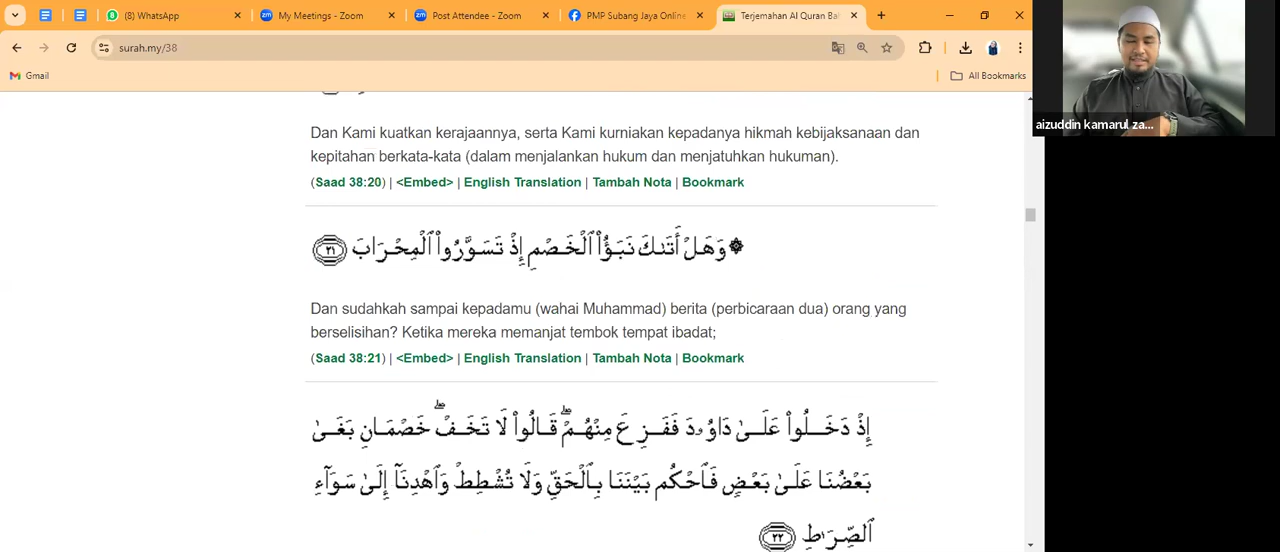 (8) WhatsApp
My Meetings - Zoom
Post Attendee - Zoom
PMP Subang Jaya Online
Terjemahan Al Quran Bah
surah.my/38
Gmail
All Bookmarks
aizuddin kamarul za...
Dan Kami kuatkan kerajaannya, serta Kami kurniakan kepadanya hikmah kebijaksanaan dan
kepitahan berkata-kata (dalam menjalankan hukum dan menjatuhkan hukuman).
(Saad 38:20) | <Embed> | English Translation | Tambah Nota | Bookmark
۞ وَهَلْ أَتَىٰكَ نَبَؤُا۟ ٱلْخَصْمِ إِذْ تَسَوَّرُوا۟ ٱلْمِحْرَابَ ٢١
Dan sudahkah sampai kepadamu (wahai Muhammad) berita (perbicaraan dua) orang yang
berselisihan? Ketika mereka memanjat tembok tempat ibadat;
(Saad 38:21) | <Embed> | English Translation | Tambah Nota | Bookmark
إِذْ دَخَلُوا۟ عَلَىٰ دَاوُۥدَ فَفَزِعَ مِنْهُمْ ۖ قَالُوا۟ لَا تَخَفْ ۖ خَصْمَانِ بَغَىٰ
بَعْضُنَا عَلَىٰ بَعْضٍ فَٱحْكُم بَيْنَنَا بِٱلْحَقِّ وَلَا تُشْطِطْ وَٱهْدِنَآ إِلَىٰ سَوَآءِ
ٱلصِّرَٰطِ ٢٢